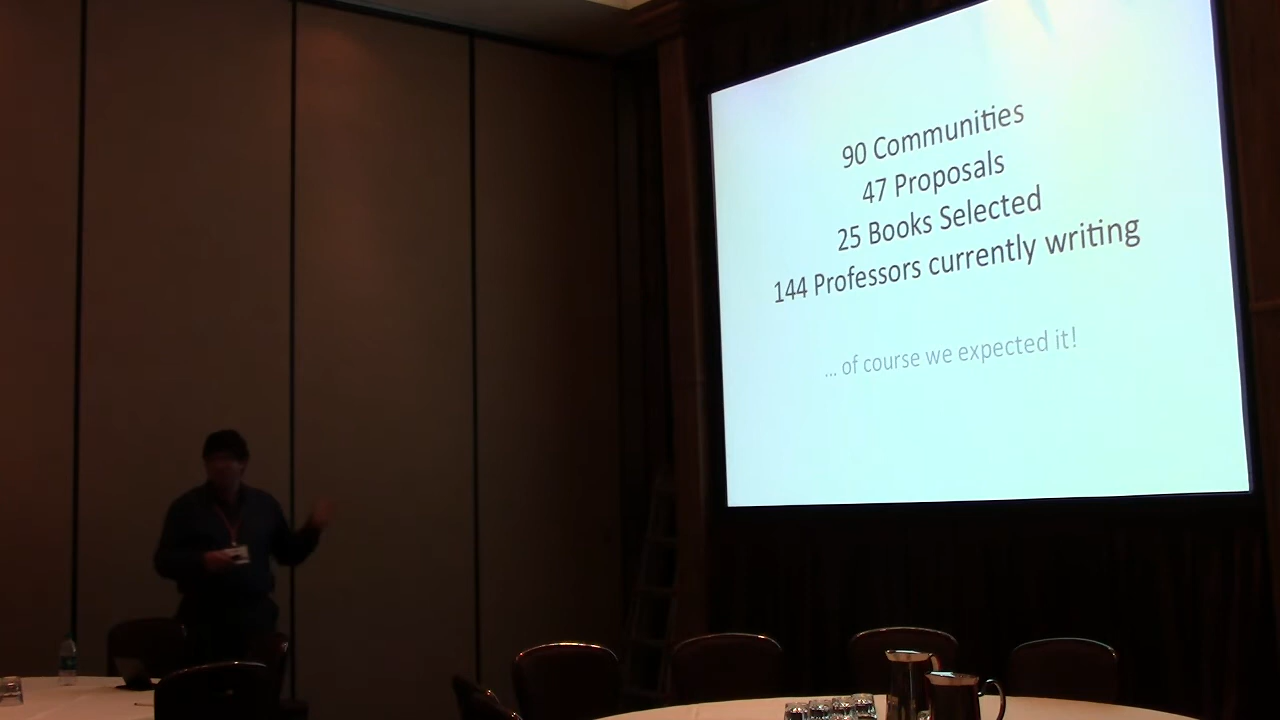 90 Communities
47 Proposals
25 Books Selected
144 Professors currently writing
... of course we expected it!